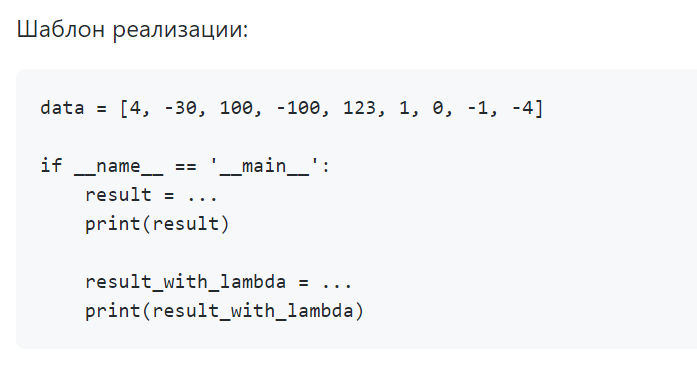 Шаблон реализации:
data = [4, -30, 100, -100, 123, 1, 0, -1, -4]
if __name__ == '__main__':
    result = ...
    print(result)
    result_with_lambda = ...
    print(result_with_lambda)